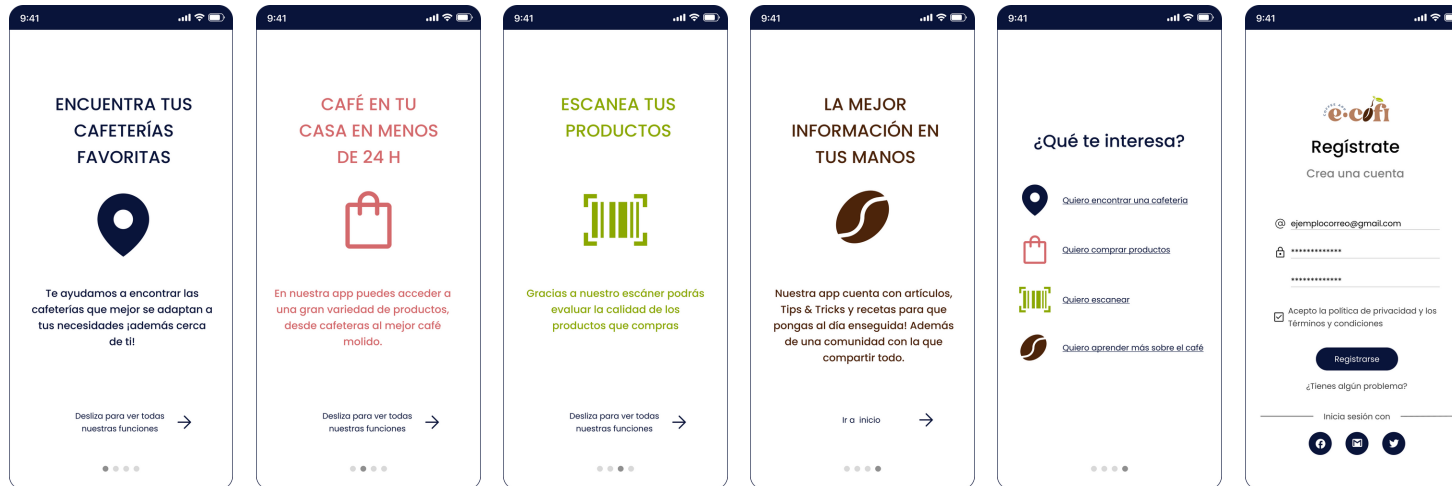 9:41
ENCUENTRA TUS
CAFETERÍAS
FAVORITAS
Te ayudamos a encontrar las
cafeterías que mejor se adaptan a
tus necesidades ¡además cerca
de ti!
Desliza para ver todas
nuestras funciones
9:41
CAFÉ EN TU
CASA EN MENOS
DE 24 H
En nuestra app puedes acceder a
una gran variedad de productos,
desde cafeteras al mejor café
molido.
Desliza para ver todas
nuestras funciones
9:41
ESCANEA TUS
PRODUCTOS
Gracias a nuestro escáner podrás
evaluar la calidad de los
productos que compras
Desliza para ver todas
nuestras funciones
9:41
LA MEJOR
INFORMACIÓN EN
TUS MANOS
Nuestra app cuenta con artículos,
Tips & Tricks y recetas para que
pongas al día enseguida! Además
de una comunidad con la que
compartir todo.
Ir a inicio
9:41
¿Qué te interesa?
Quiero encontrar una cafetería
Quiero comprar productos
Quiero escanear
Quiero aprender más sobre el café
9:41
e·cofi
Regístrate
Crea una cuenta
@ ejemplocorreo@gmail.com
*************
*************
Acepto la política de privacidad y los
Términos y condiciones
Registrarse
¿Tienes algún problema?
Inicia sesión con